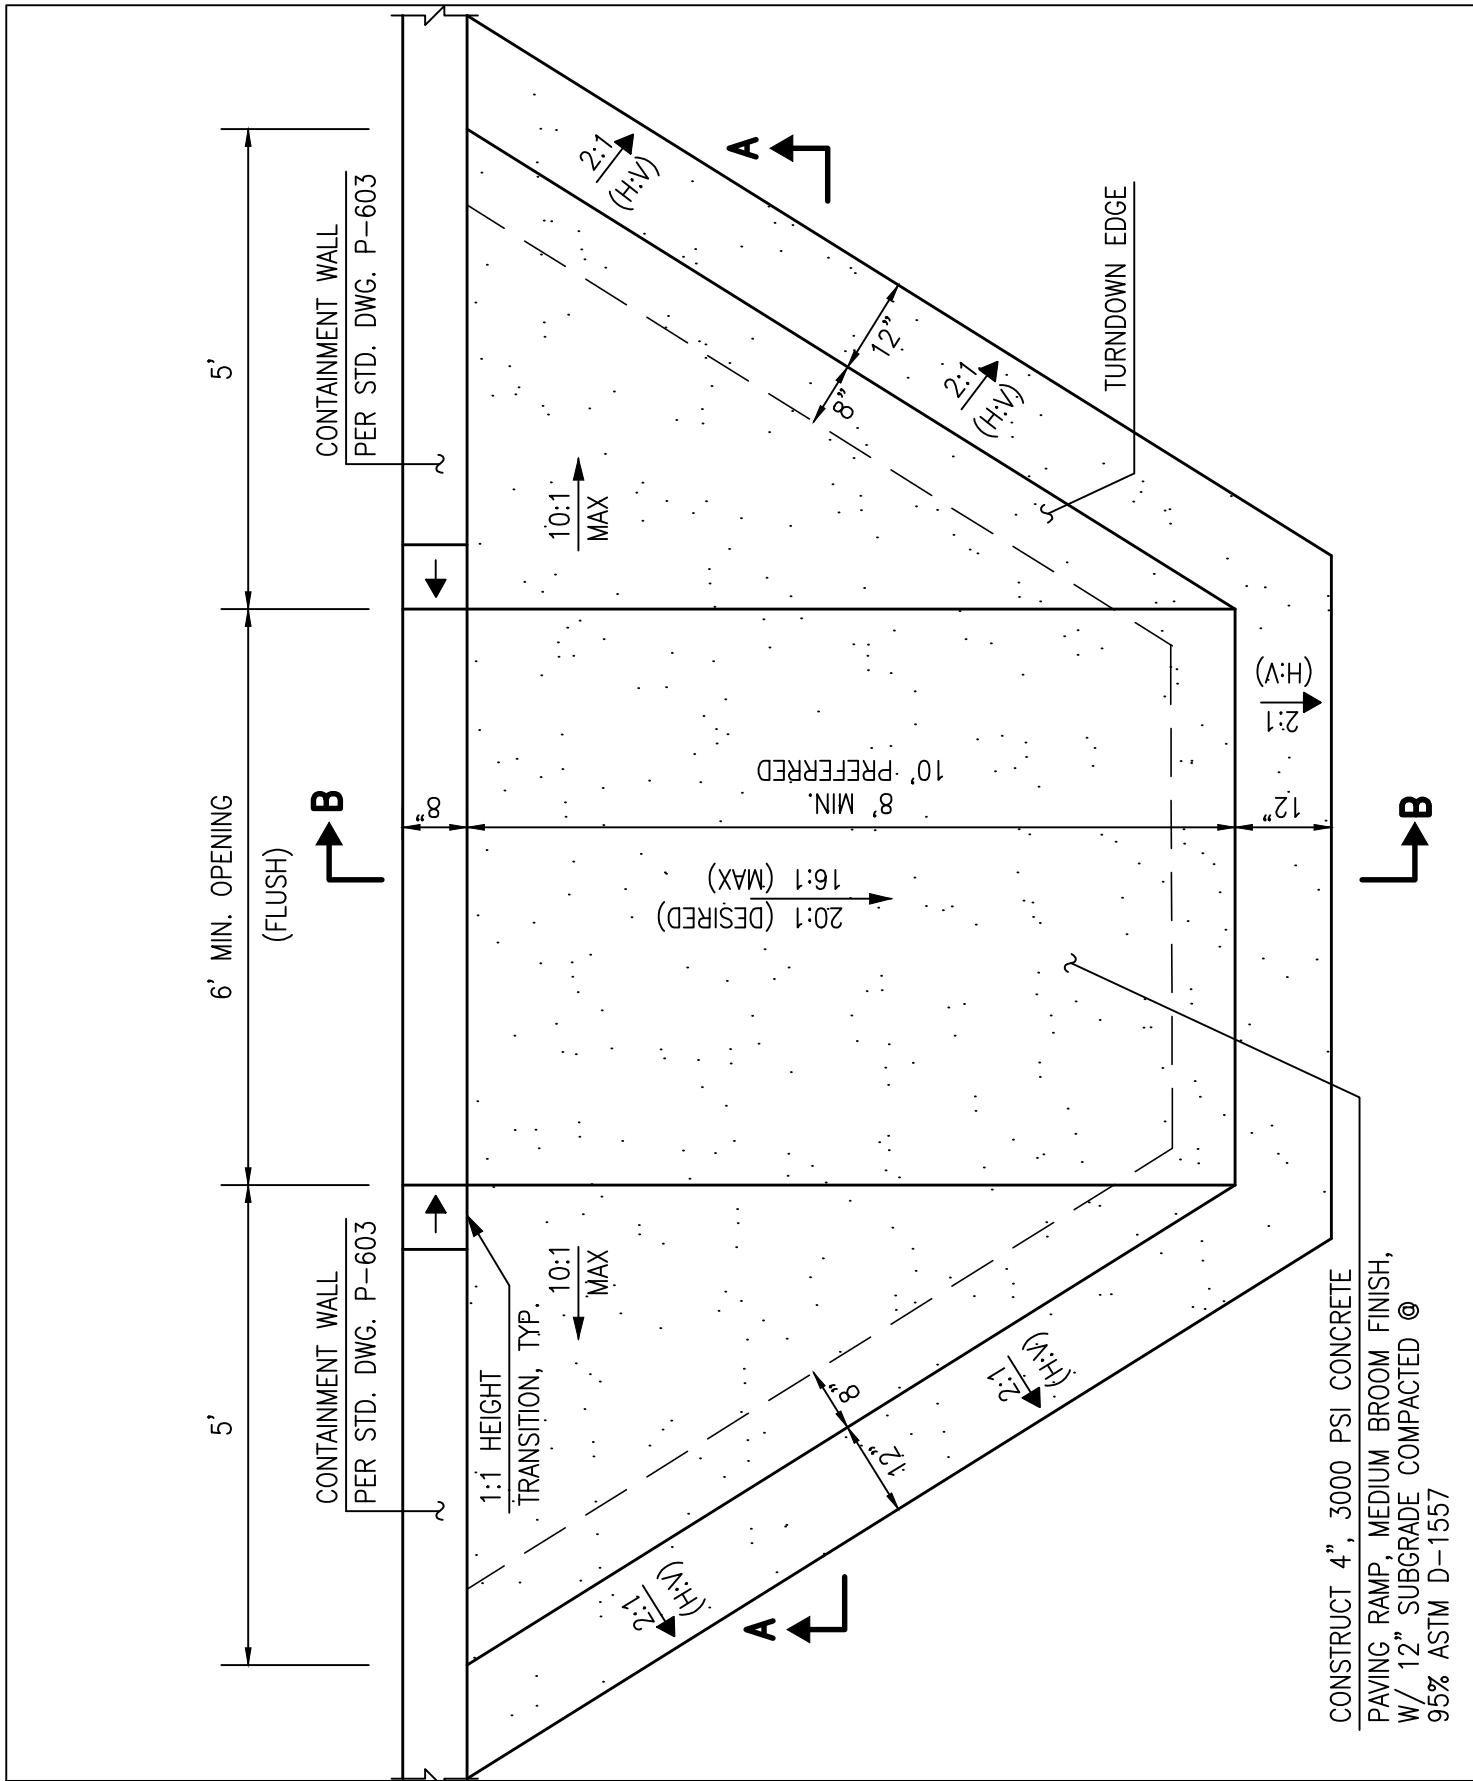 5'
6' MIN. OPENING
(FLUSH)
5'
CONTAINMENT WALL
PER STD. DWG. P-603
CONTAINMENT WALL
PER STD. DWG. P-603
B
8"
1:1 HEIGHT
TRANSITION, TYP.
10:1
MAX
10:1
MAX
8' MIN.
10' PREFERRED
20:1 (DESIRED)
16:1 (MAX)
A
A
2:1
(H:V)
2:1
(H:V)
2:1
(H:V)
2:1
(H:V)
2:1
(H:V)
8"
12"
8"
12"
12"
TURNDOWN EDGE
B
CONSTRUCT 4", 3000 PSI CONCRETE
PAVING RAMP, MEDIUM BROOM FINISH,
W/ 12" SUBGRADE COMPACTED @
95% ASTM D-1557